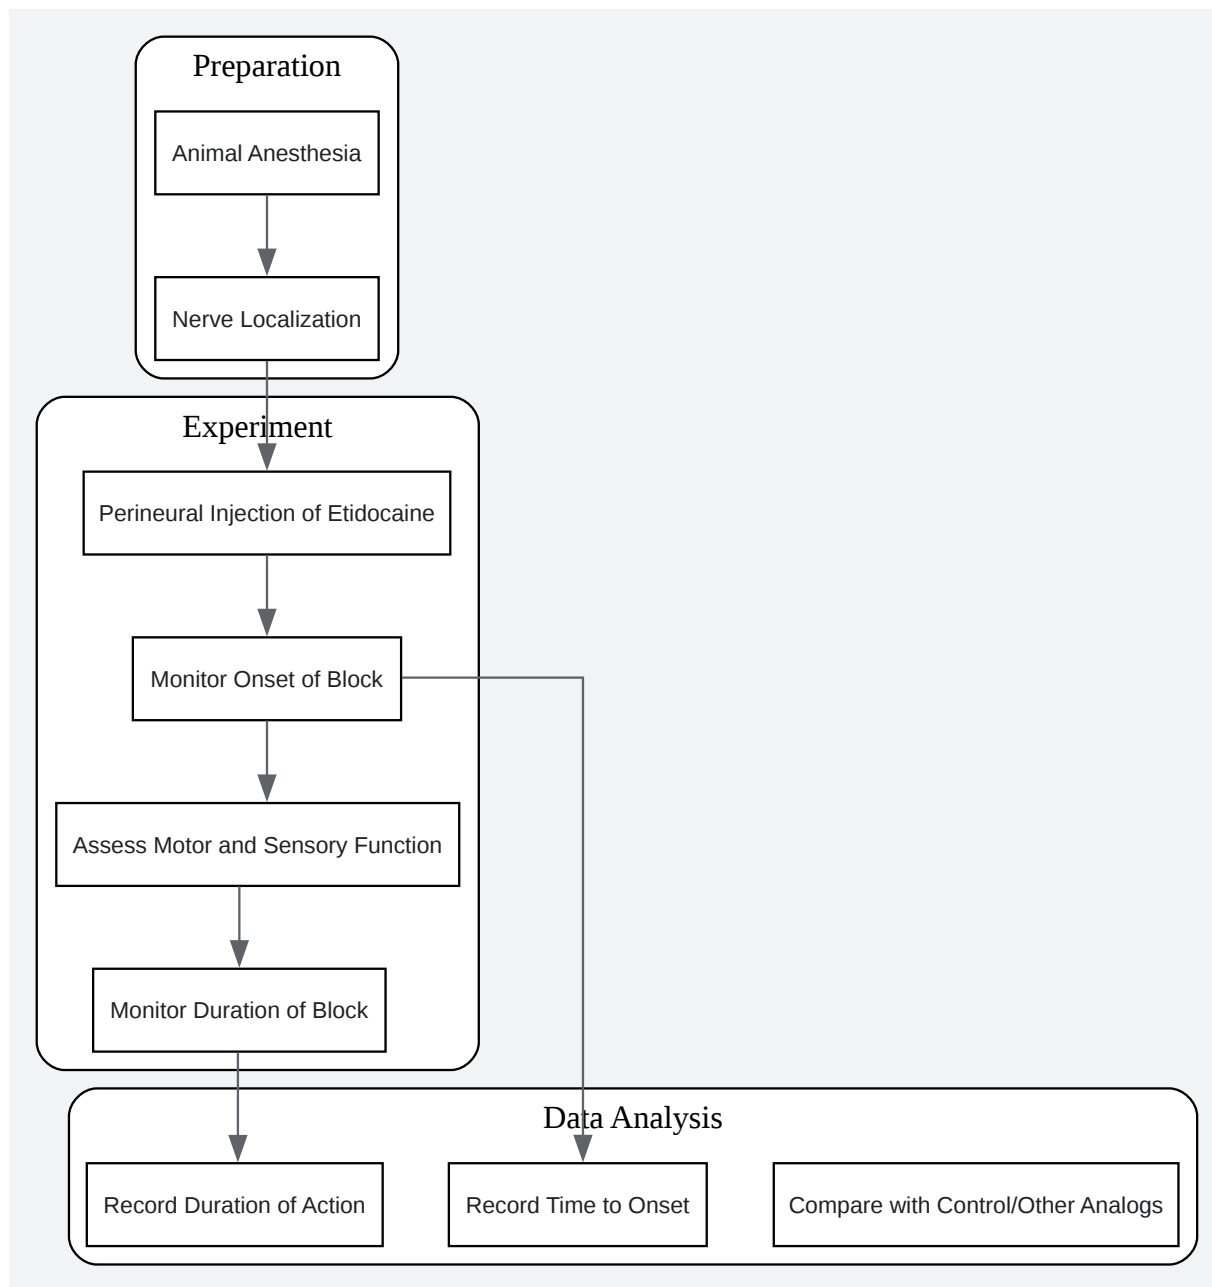 Preparation
Animal Anesthesia
Nerve Localization
Experiment
Perineural Injection of Etidocaine
Monitor Onset of Block
Assess Motor and Sensory Function
Monitor Duration of Block
Data Analysis
Record Duration of Action
Record Time to Onset
Compare with Control/Other Analogs